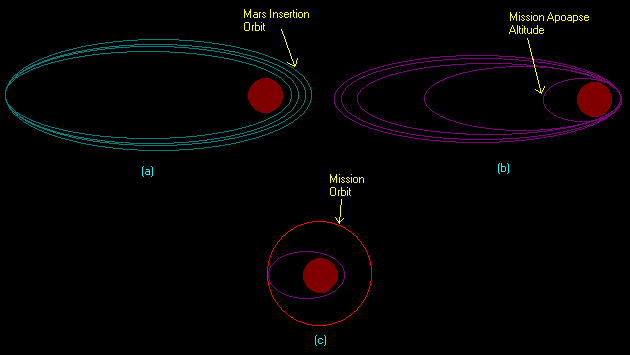 Mars Insertion
Orbit
Mission Apoapse
Altitude
(a)
(b)
Mission
Orbit
(c)